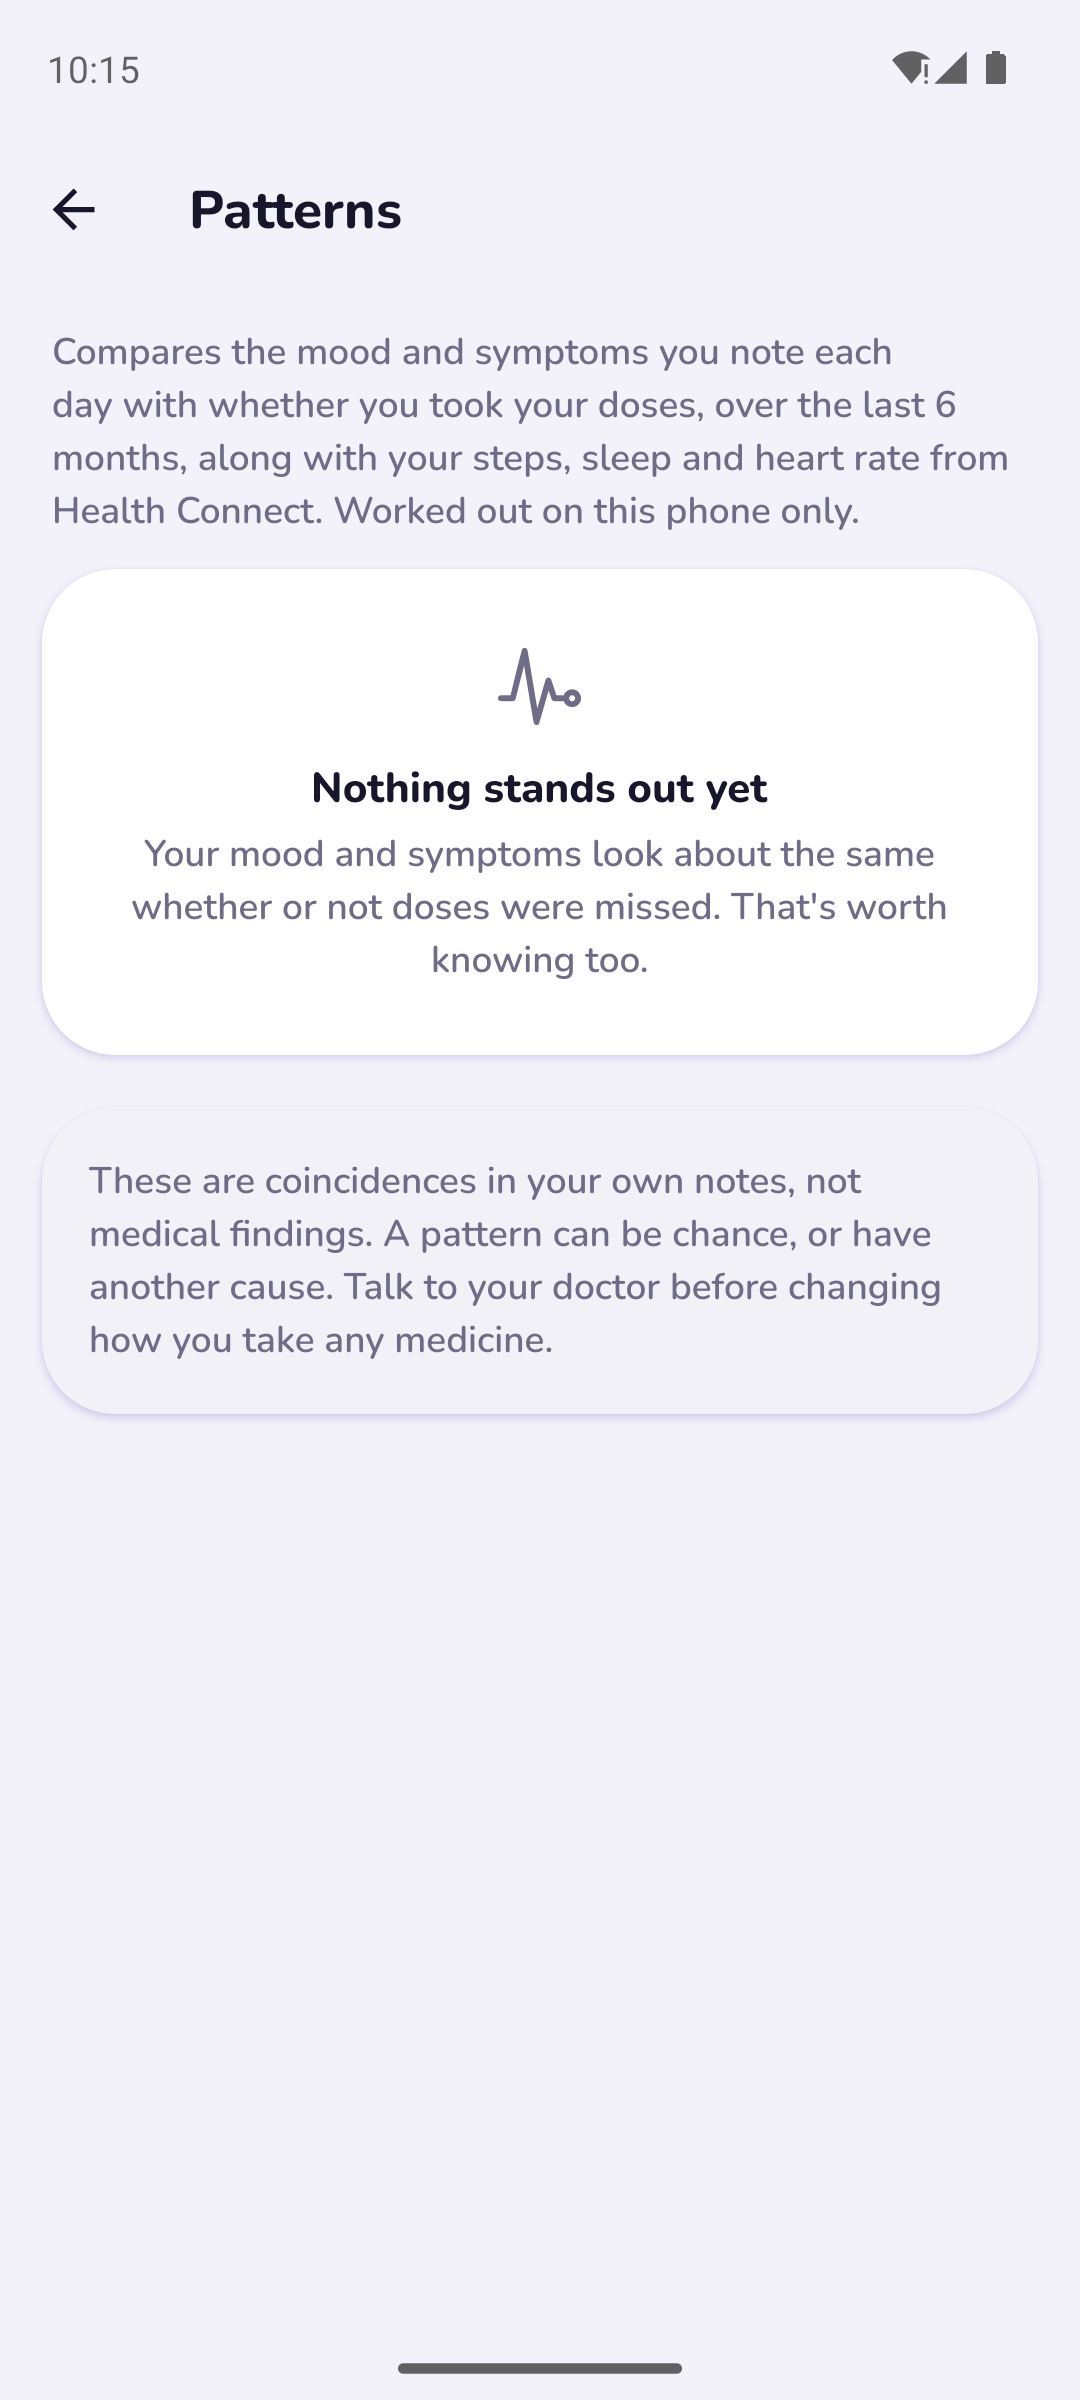 10:15
Patterns
Compares the mood and symptoms you note each
day with whether you took your doses, over the last 6
months, along with your steps, sleep and heart rate from
Health Connect. Worked out on this phone only.
Nothing stands out yet
Your mood and symptoms look about the same
whether or not doses were missed. That's worth
knowing too.
These are coincidences in your own notes, not
medical findings. A pattern can be chance, or have
another cause. Talk to your doctor before changing
how you take any medicine.